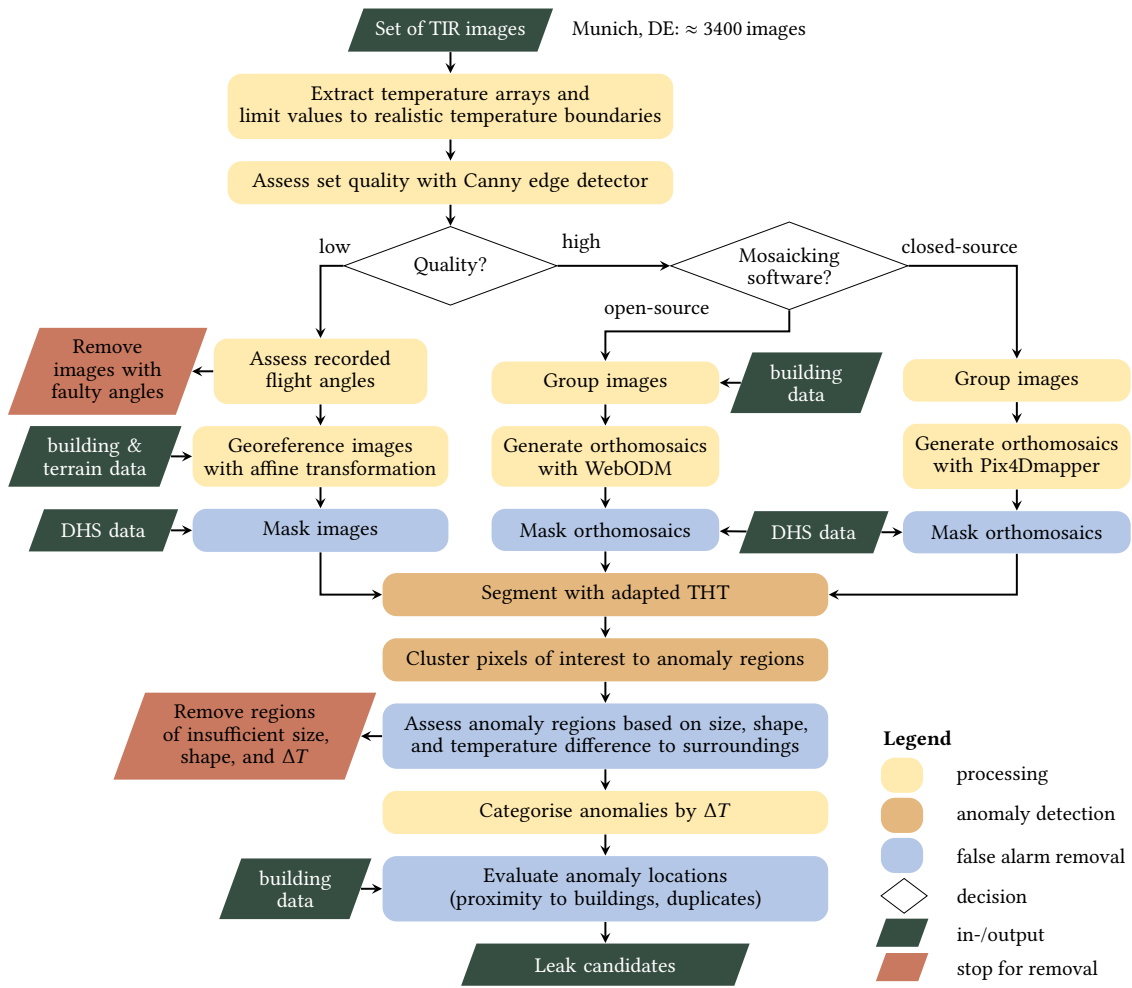 Set of TIR images
Munich, DE: ≈ 3400 images
Extract temperature arrays and
limit values to realistic temperature boundaries
Assess set quality with Canny edge detector
low
Quality?
high
Mosaicking
software?
closed-source
open-source
Remove
images with
faulty angles
Assess recorded
flight angles
Group images
building
data
Group images
building &
terrain data
Georeference images
with affine transformation
Generate orthomosaics
with WebODM
Generate orthomosaics
with Pix4Dmapper
DHS data
Mask images
Mask orthomosaics
DHS data
Mask orthomosaics
Segment with adapted THT
Cluster pixels of interest to anomaly regions
Remove regions
of insufficient size,
shape, and ΔT
Assess anomaly regions based on size, shape,
and temperature difference to surroundings
Categorise anomalies by ΔT
building
data
Evaluate anomaly locations
(proximity to buildings, duplicates)
Leak candidates
Legend
processing
anomaly detection
false alarm removal
decision
in-/output
stop for removal